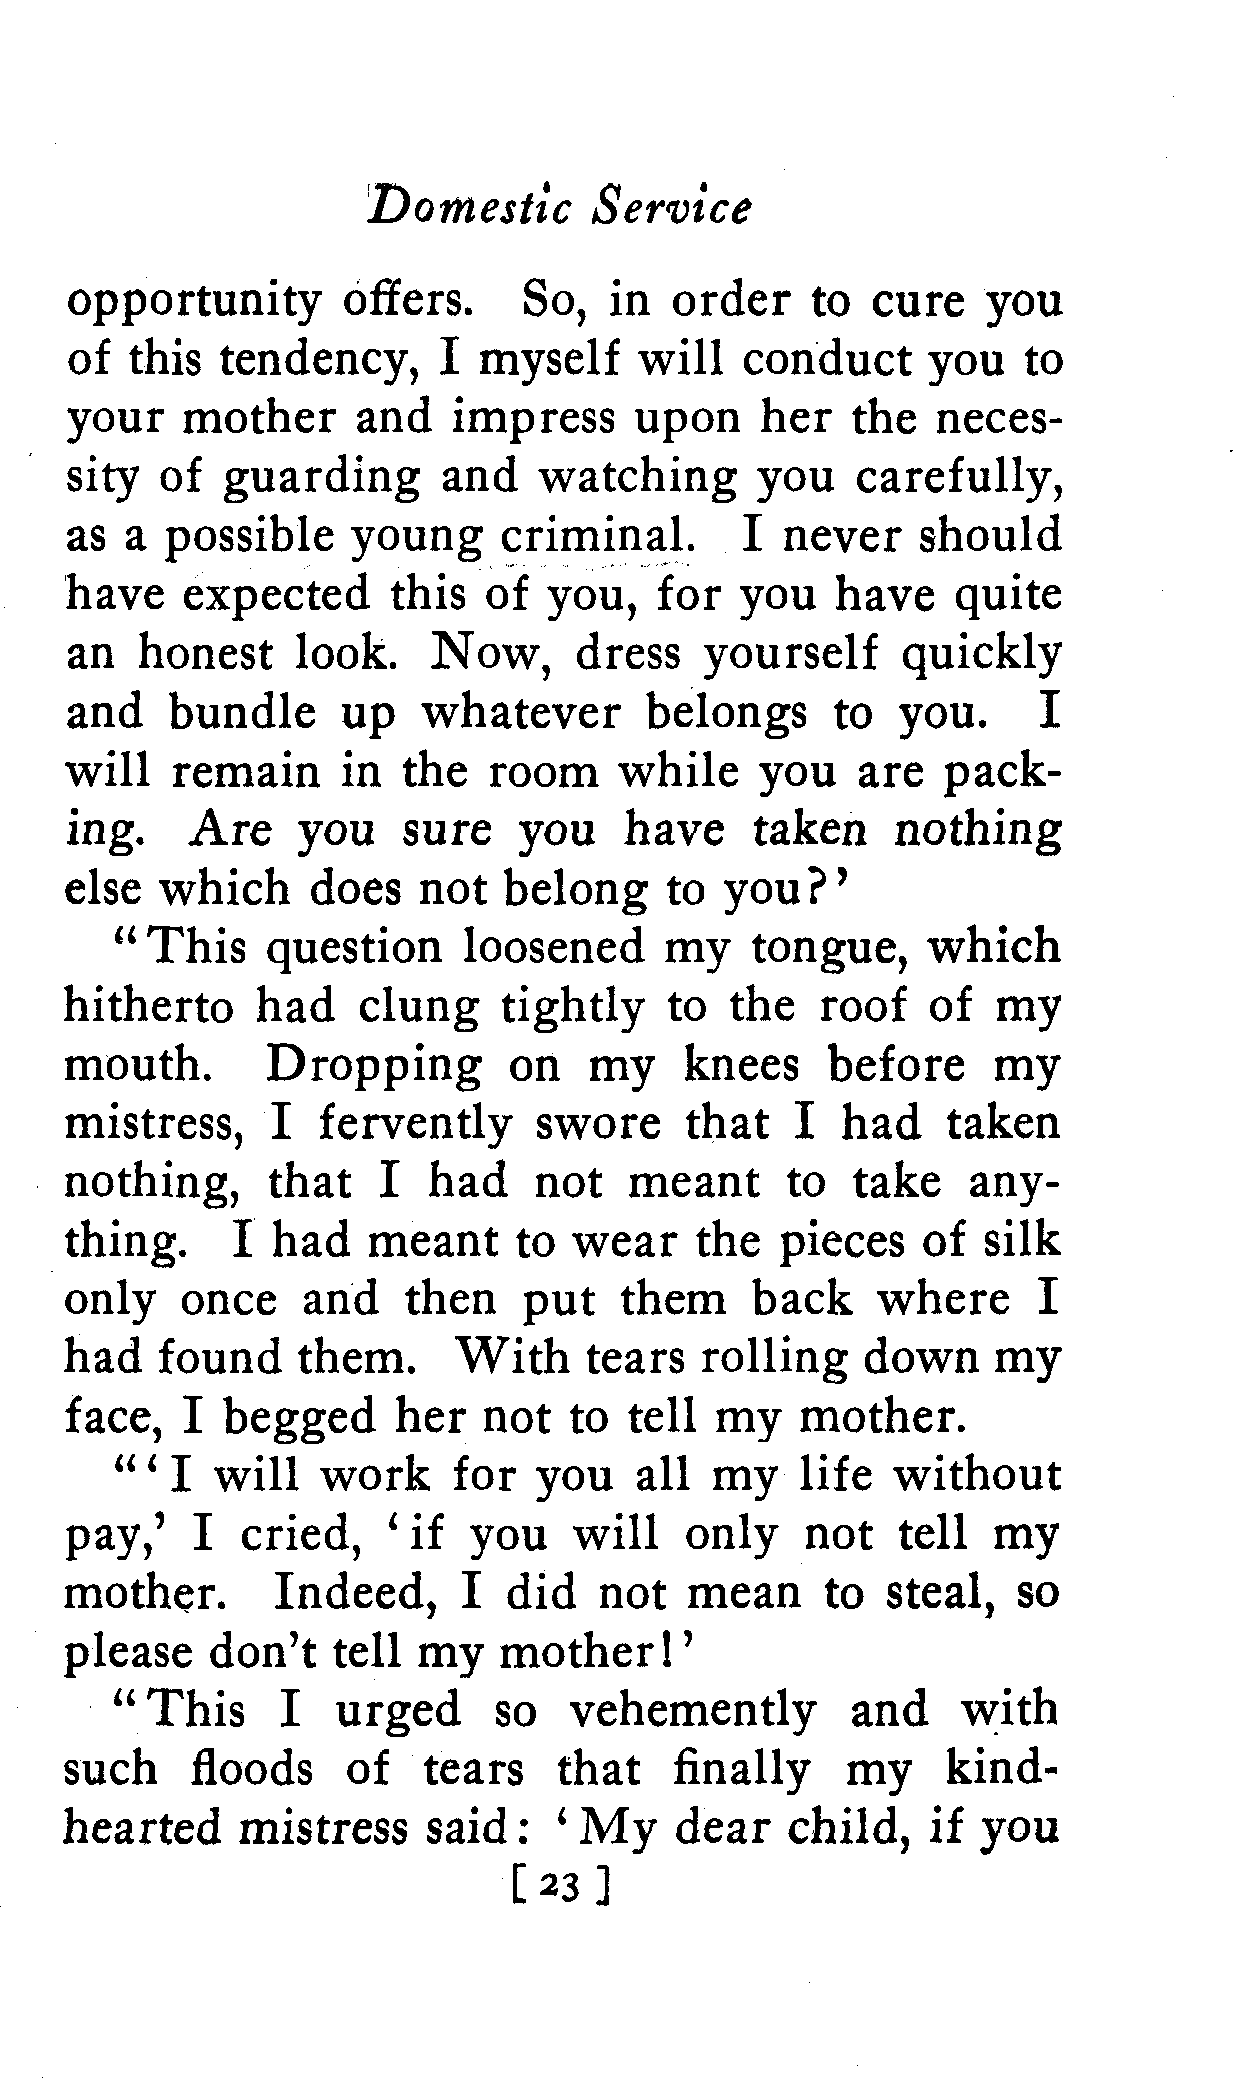 Domestic Service
opportunity offers. So, in order to cure you
of this tendency, I myself will conduct you to
your mother and impress upon her the neces-
sity of guarding and watching you carefully,
as a possible young criminal. I never should
have expected this of you, for you have quite
an honest look. Now, dress yourself quickly
and bundle up whatever belongs to you. I
will remain in the room while you are pack-
ing. Are you sure you have taken nothing
else which does not belong to you?’
“This question loosened my tongue, which
hitherto had clung tightly to the roof of my
mouth. Dropping on my knees before my
mistress, I fervently swore that I had taken
nothing, that I had not meant to take any-
thing. I had meant to wear the pieces of silk
only once and then put them back where I
had found them. With tears rolling down my
face, I begged her not to tell my mother.
“‘I will work for you all my life without
pay,’ I cried, ‘if you will only not tell my
mother. Indeed, I did not mean to steal, so
please don’t tell my mother!’
“This I urged so vehemently and with
such floods of tears that finally my kind-
hearted mistress said: ‘My dear child, if you
[ 23 ]